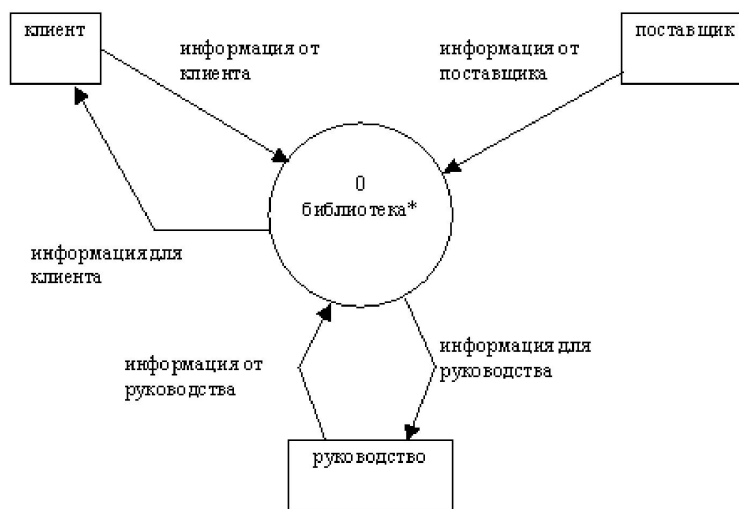 клиент
информация от
клиента
информация от
поставщика
поставщик
0
библиотека*
информация для
клиента
информация от
руководства
информация для
руководства
руководство